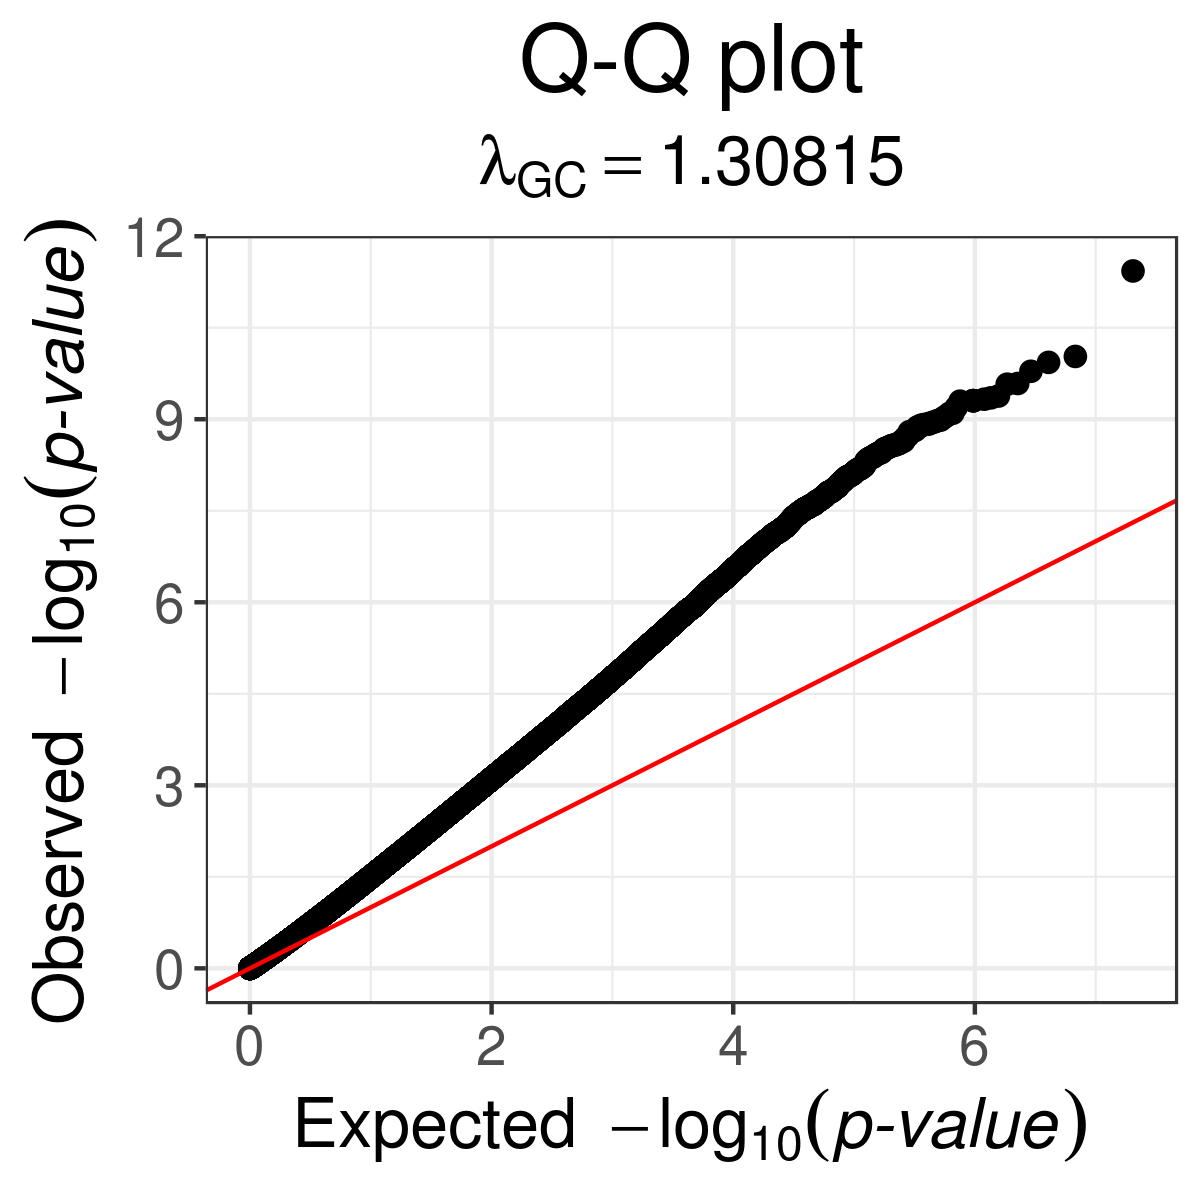 Q-Q plot
λGC = 1.30815
Observed −log10(p-value)
12
9
6
3
0
0 2 4 6
Expected −log10(p-value)